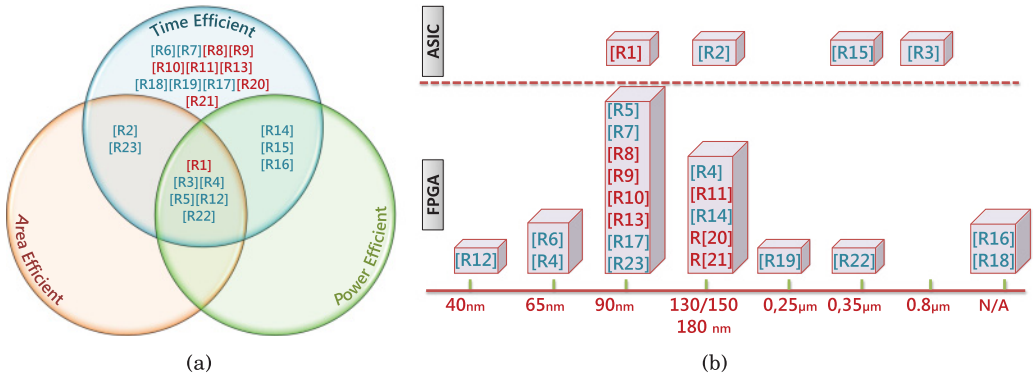 Time Efficient
[R6][R7][R8][R9]
[R10][R11][R13]
[R18][R19][R17][R20]
[R21]
[R2]
[R23]
[R14]
[R15]
[R16]
[R1]
[R3][R4]
[R5][R12]
[R22]
Area Efficient
Power Efficient
(a)
ASIC
[R1]
[R2]
[R15]
[R3]
FPGA
[R12]
[R6]
[R4]
[R5]
[R7]
[R8]
[R9]
[R10]
[R13]
[R17]
[R23]
[R4]
[R11]
[R14]
R[20]
R[21]
[R19]
[R22]
[R16]
[R18]
40nm
65nm
90nm
130/150
180 nm
0,25µm
0,35µm
0.8µm
N/A
(b)